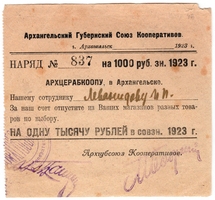 Архангельский Губернский Союз Кооперативов.
г. Архангельск 1923 г.
НАРЯД № 837 на 1000 руб. зн. 1923 г.
АРХЦЕРАБКООПУ, в Архангельске.
Нашему сотруднику
За наш счет отпустите из Ваших магазинов разных товаров
по выбору.
НА ОДНУ ТЫСЯЧУ РУБЛЕЙ в совзн. 1923 г.
Архгубсоюз Кооперативов.